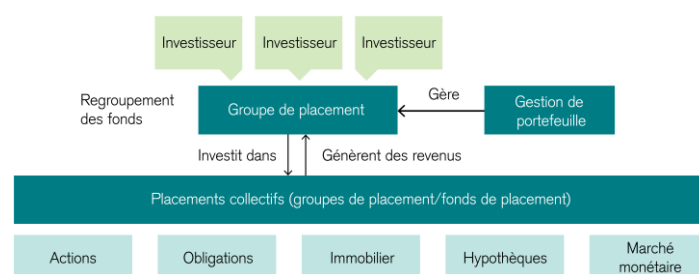 Investisseur
Investisseur
Investisseur
Regroupement
des fonds
Groupe de placement
Gère
Gestion de
portefeuille
Investit dans
Génèrent des revenus
Placements collectifs (groupes de placement/fonds de placement)
Actions
Obligations
Immobilier
Hypothèques
Marché
monétaire